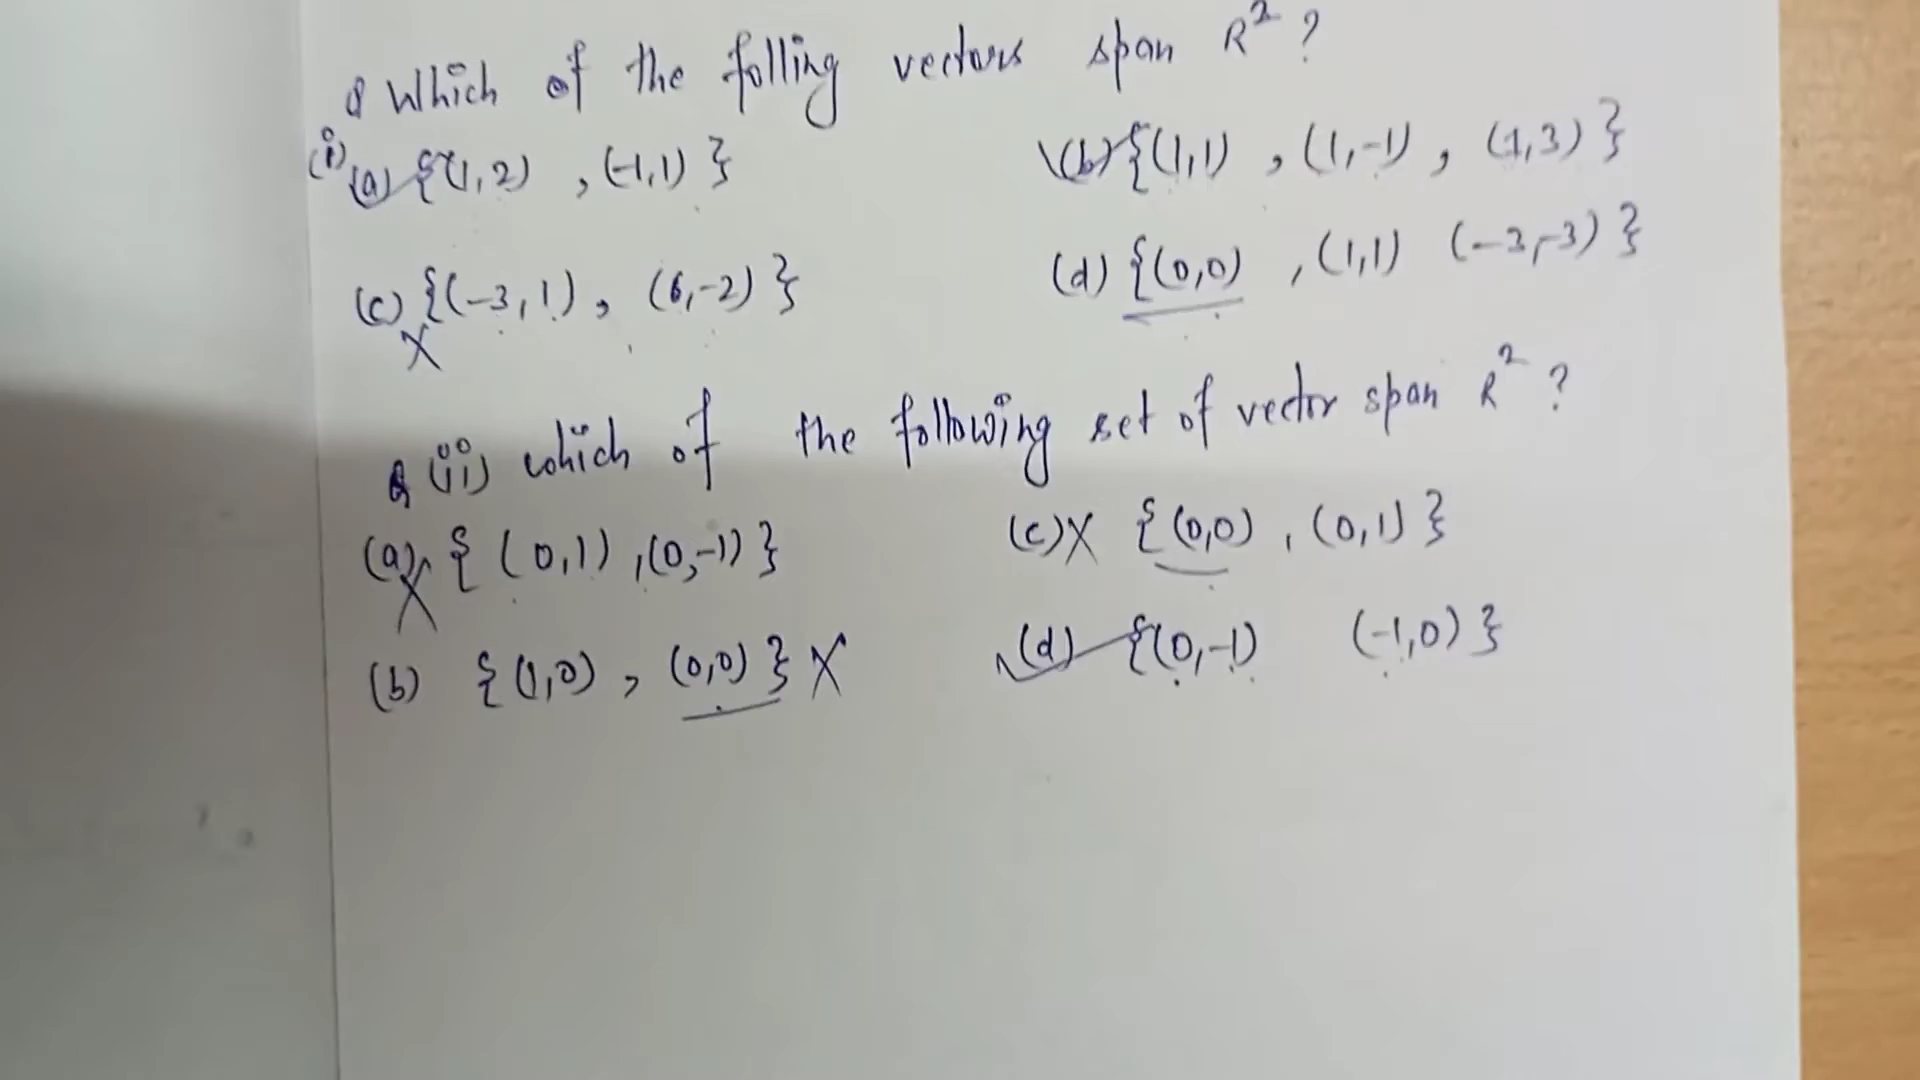 Q Which of the folling vectors span R² ?
(i) (a) {(1,2) , (-1,1) } (b) {(1,1) , (1,-1) , (1,3) }
(c) {(-3,1) , (6,-2) } (d) {(0,0) , (1,1) (-3,-3) }
X
Q (ii) which of the following set of vector span R² ?
(a) X { (0,1) , (0,-1) } (c) X {(0,0) , (0,1) }
(b) {(1,0) , (0,0) } X (d) {(0,-1) (-1,0) }